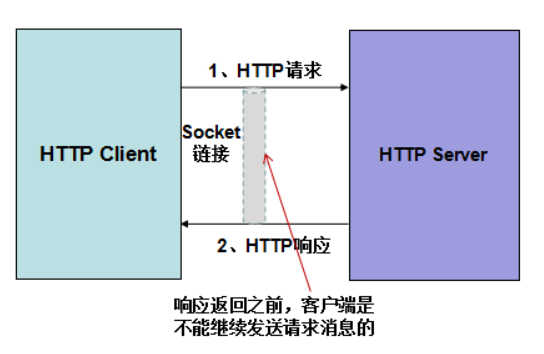 1、HTTP请求
Socket
链接
HTTP Client
HTTP Server
2、HTTP响应
响应返回之前，客户端是
不能继续发送请求消息的